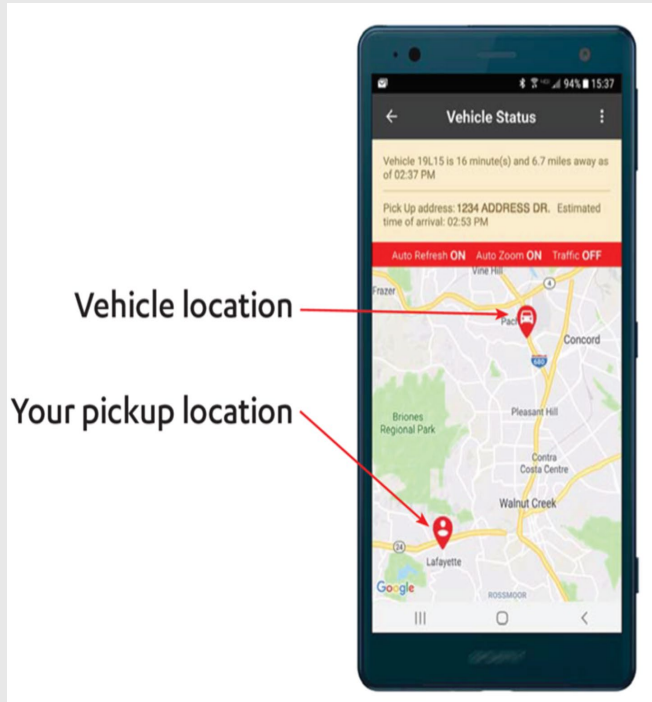 94% 15:37
Vehicle Status
Vehicle 19L15 is 16 minute(s) and 6.7 miles away as
of 02:37 PM
Pick Up address: 1234 ADDRESS DR. Estimated
time of arrival: 02:53 PM
Auto Refresh ON Auto Zoom ON Traffic OFF
Vine Hill
Frazer
4
Vehicle location
Concord
680
Your pickup location
Pleasant Hill
Briones
Regional Park
Contra
Costa Centre
Walnut Creek
24
Lafayette
Google
ROSSMOOR